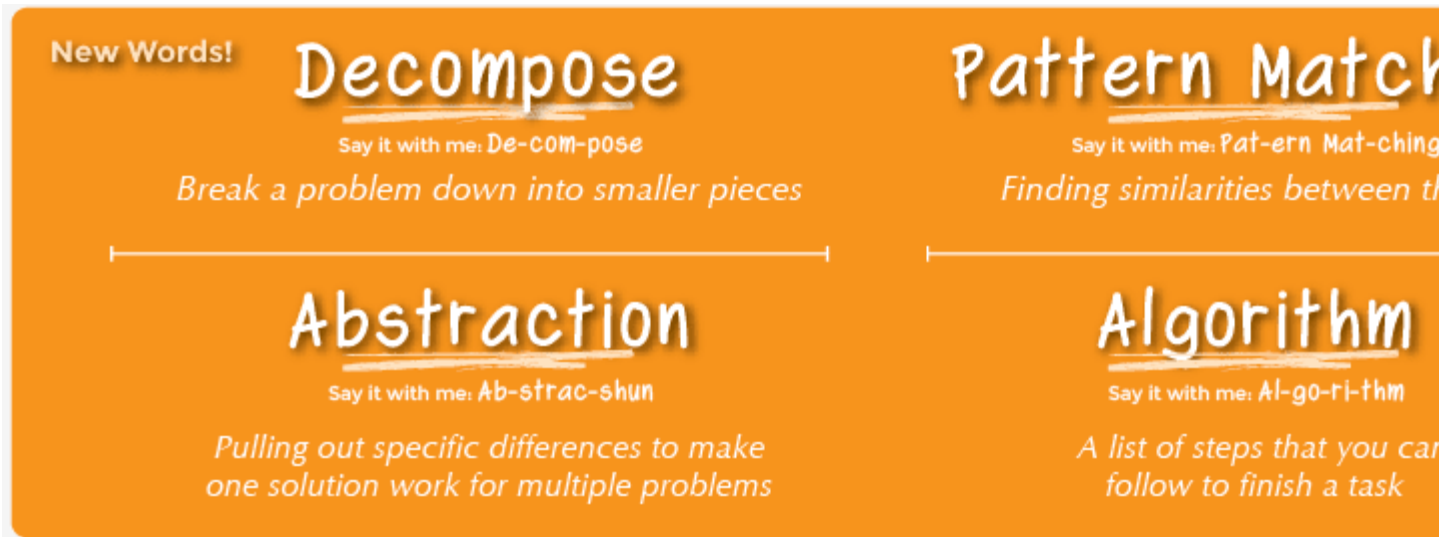 New Words!
Decompose
Say it with me: De-com-pose
Break a problem down into smaller pieces
Pattern Match
Say it with me: Pat-ern Mat-ching
Finding similarities between th
Abstraction
Say it with me: Ab-strac-shun
Pulling out specific differences to make
one solution work for multiple problems
Algorithm
Say it with me: Al-go-ri-thm
A list of steps that you can
follow to finish a task